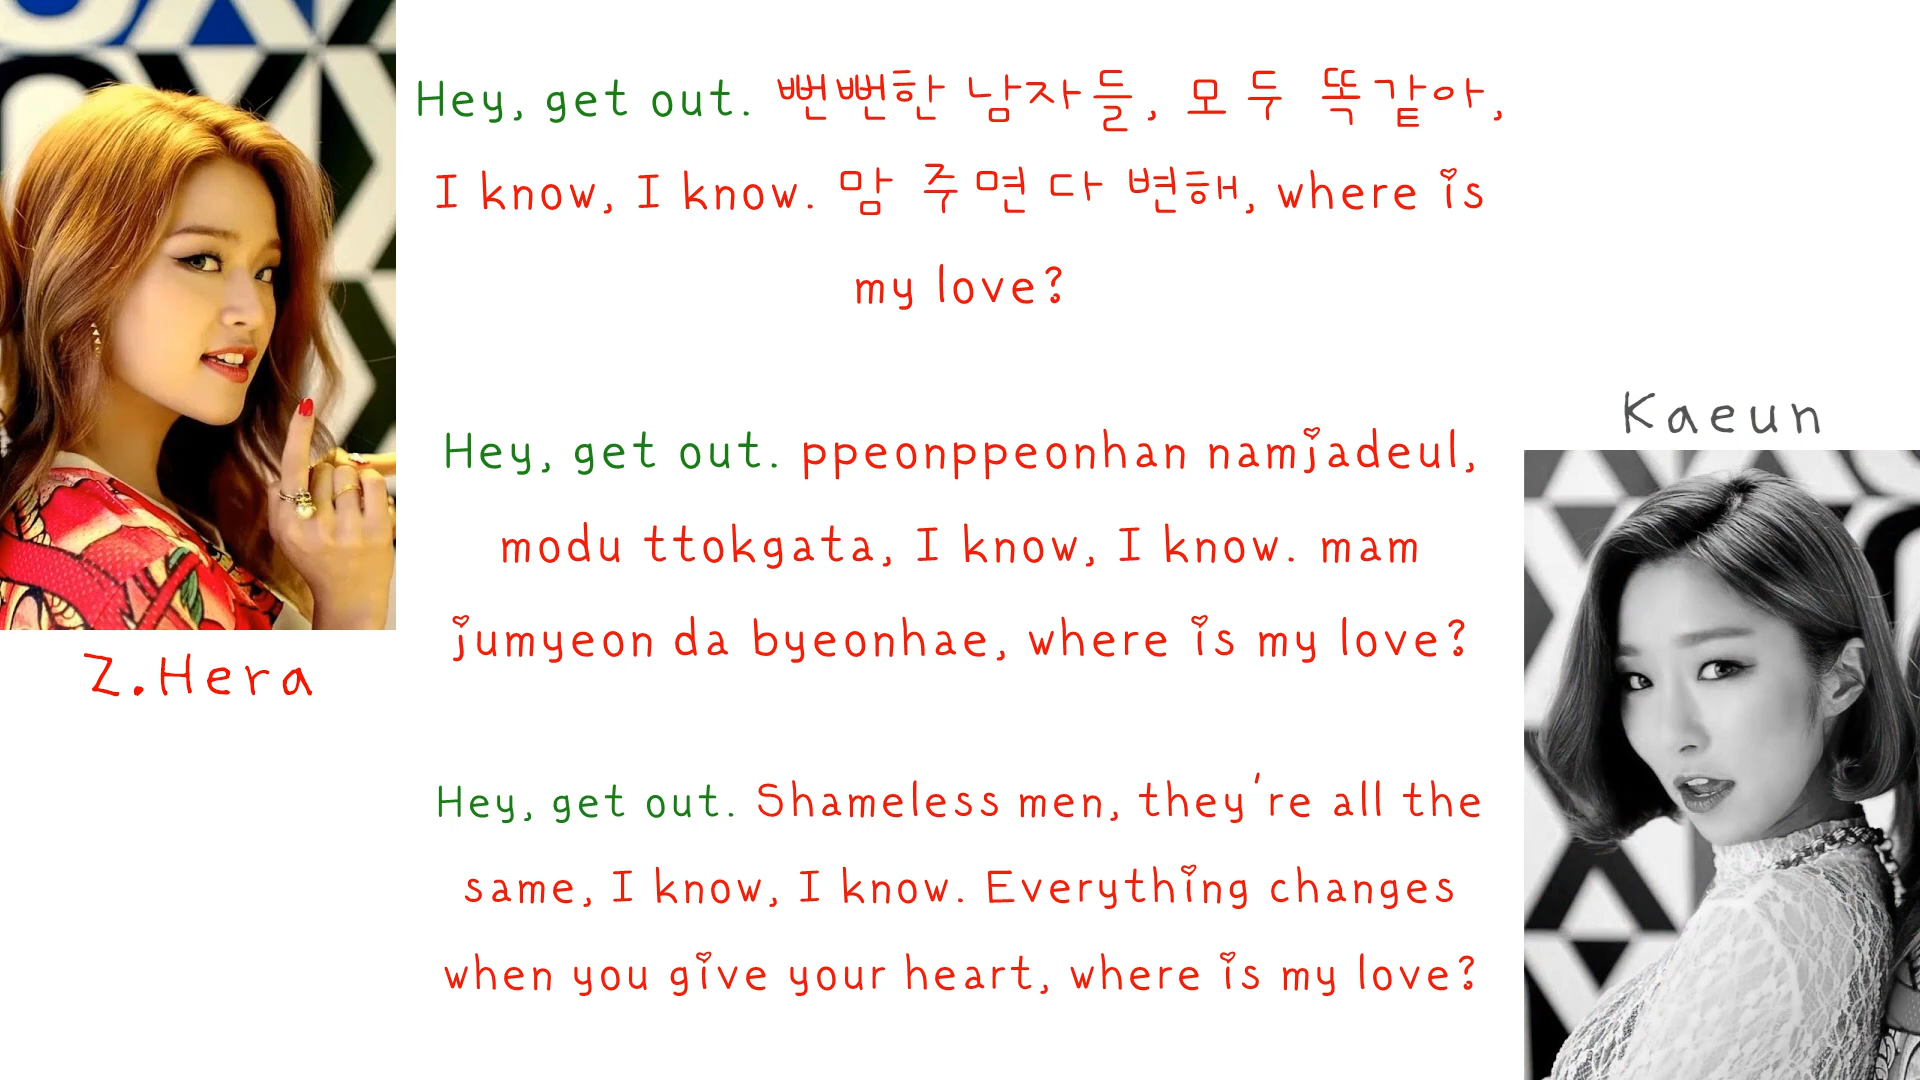 Hey, get out. 뻔뻔한 남자들, 모두 똑같아,
I know, I know. 맘 주면 다 변해, where is
my love?
Hey, get out. ppeonppeonhan namjadeul,
modu ttokgata, I know, I know. mam
jumyeon da byeonhae, where is my love?
Hey, get out. Shameless men, they're all the
same, I know, I know. Everything changes
when you give your heart, where is my love?
Z.Hera
Kaeun